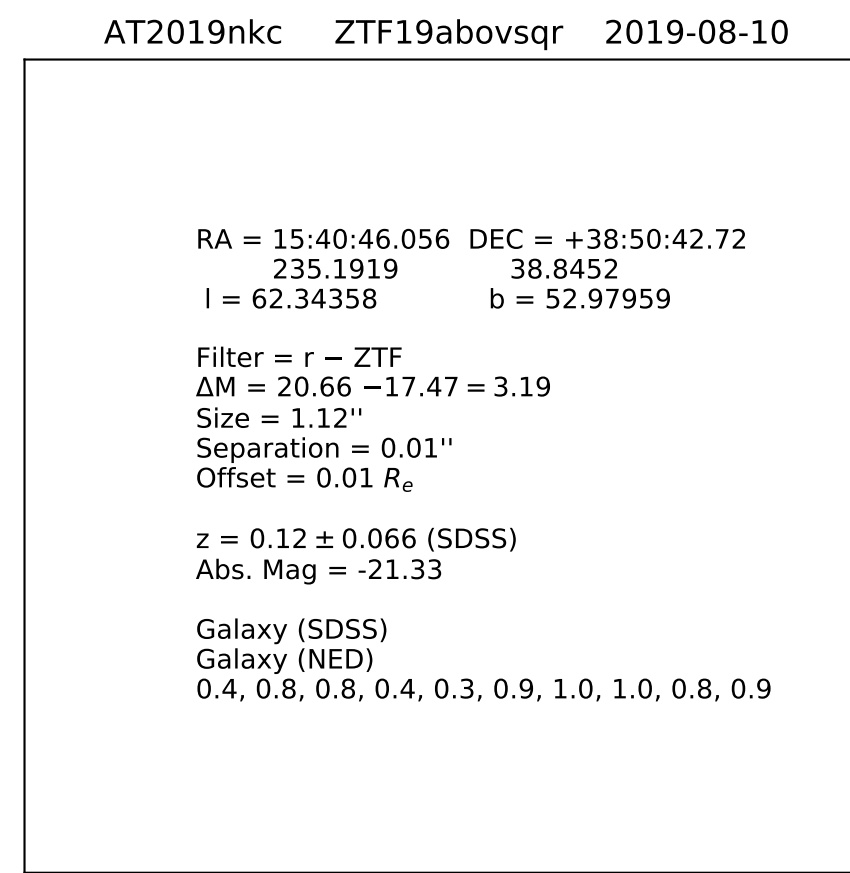 AT2019nkc ZTF19abovsqr 2019-08-10
RA = 15:40:46.056 DEC = +38:50:42.72
235.1919 38.8452
l = 62.34358 b = 52.97959
Filter = r − ZTF
ΔM = 20.66 −17.47 = 3.19
Size = 1.12''
Separation = 0.01''
Offset = 0.01 Re
z = 0.12 ± 0.066 (SDSS)
Abs. Mag = -21.33
Galaxy (SDSS)
Galaxy (NED)
0.4, 0.8, 0.8, 0.4, 0.3, 0.9, 1.0, 1.0, 0.8, 0.9